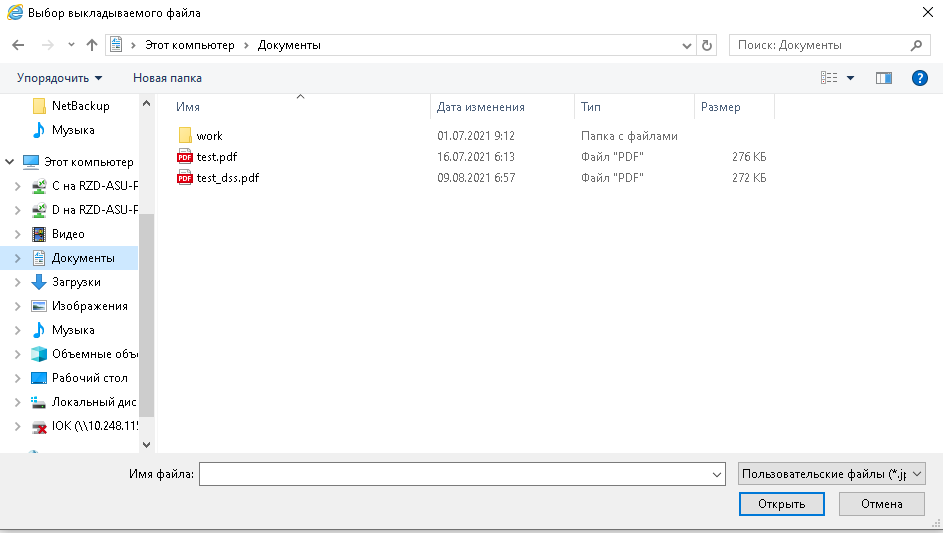 Выбор выкладываемого файла
Этот компьютер Документы
Поиск: Документы
Упорядочить Новая папка
Имя Дата изменения Тип Размер
work 01.07.2021 9:12 Папка с файлами
PDF test.pdf 16.07.2021 6:13 Файл "PDF" 276 КБ
PDF test_dss.pdf 09.08.2021 6:57 Файл "PDF" 272 КБ
NetBackup
Музыка
Этот компьютер
C на RZD-ASU-P
D на RZD-ASU-P
Видео
Документы
Загрузки
Изображения
Музыка
Объемные объе
Рабочий стол
Локальный дис
IOK (\\10.248.115
Имя файла:
Пользовательские файлы (*.jp
Открыть Отмена